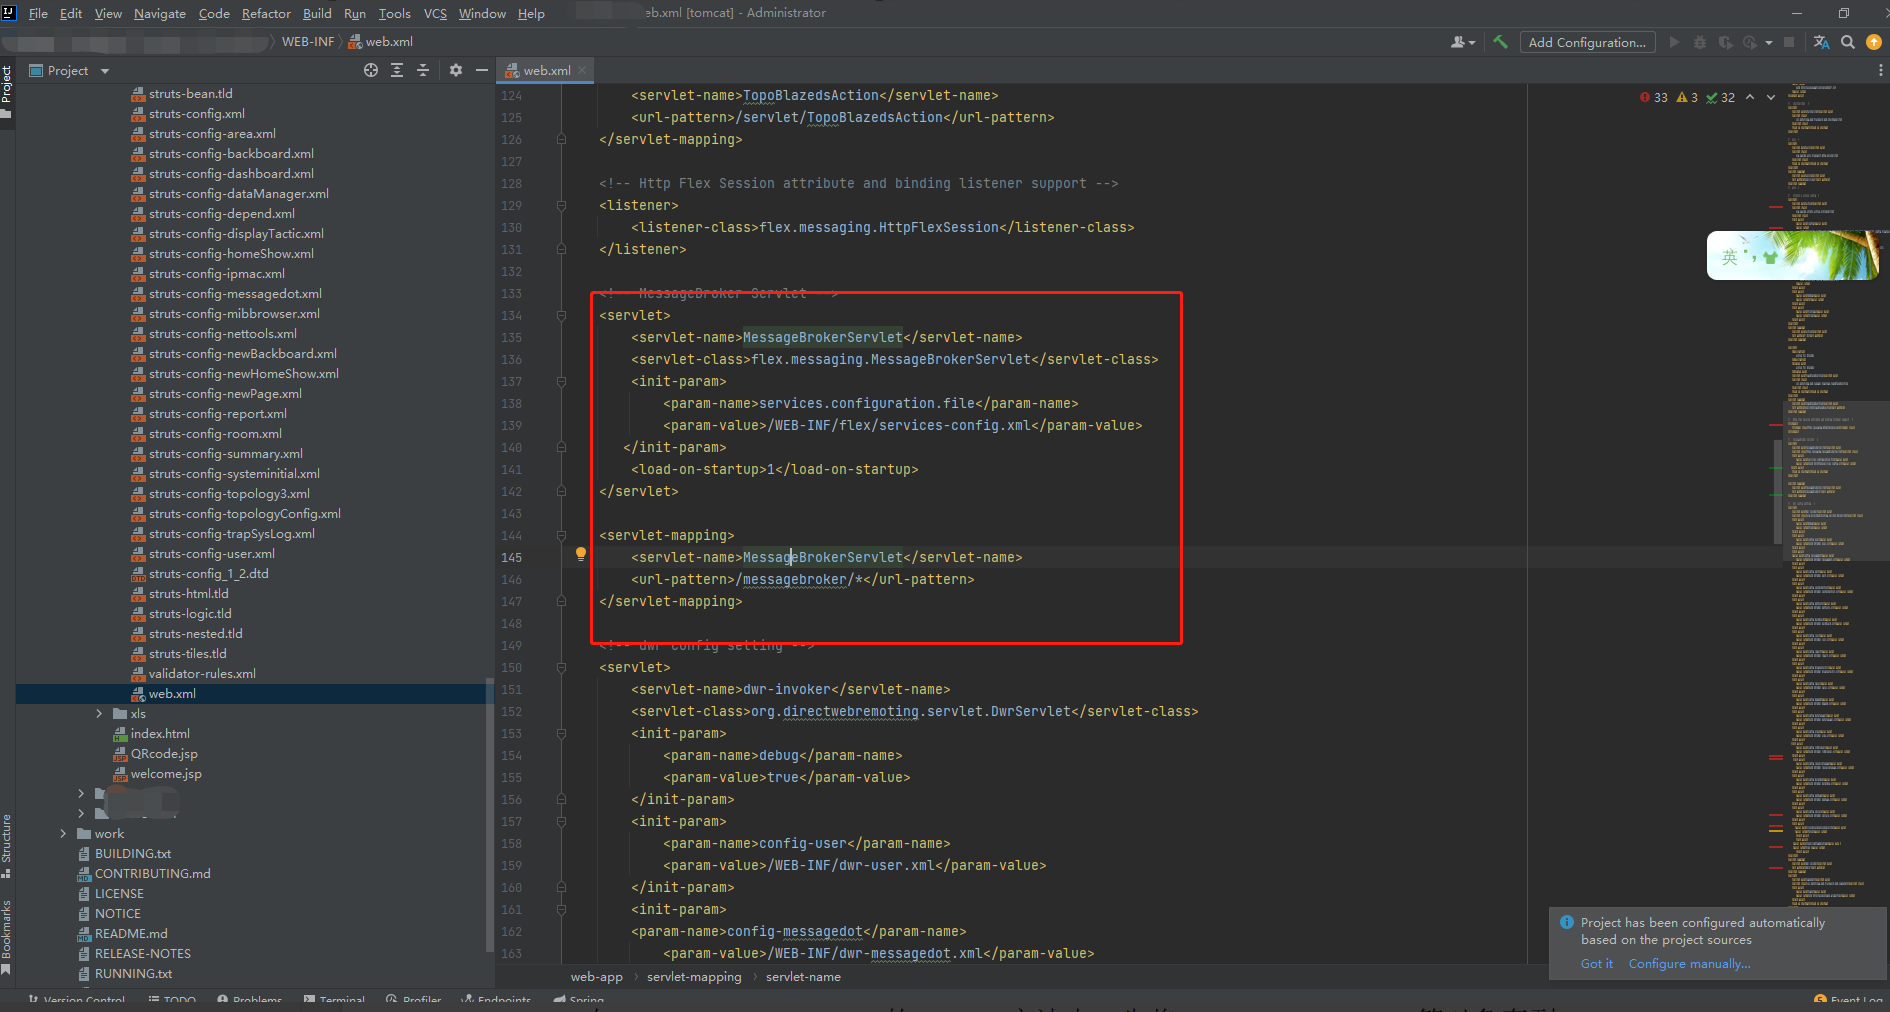 File Edit View Navigate Code Refactor Build Run Tools VCS Window Help eb.xml [tomcat] - Administrator
WEB-INF web.xml Add Configuration...
Project web.xml
Project
struts-bean.tld
struts-config.xml
struts-config-area.xml
struts-config-backboard.xml
struts-config-dashboard.xml
struts-config-dataManager.xml
struts-config-depend.xml
struts-config-displayTactic.xml
struts-config-homeShow.xml
struts-config-ipmac.xml
struts-config-messagedot.xml
struts-config-mibbrowser.xml
struts-config-nettools.xml
struts-config-newBackboard.xml
struts-config-newHomeShow.xml
struts-config-newPage.xml
struts-config-report.xml
struts-config-room.xml
struts-config-summary.xml
struts-config-systeminitial.xml
struts-config-topology3.xml
struts-config-topologyConfig.xml
struts-config-trapSysLog.xml
struts-config-user.xml
struts-config_1_2.dtd
struts-html.tld
struts-logic.tld
struts-nested.tld
struts-tiles.tld
validator-rules.xml
web.xml
xls
index.html
QRcode.jsp
welcome.jsp
work
BUILDING.txt
CONTRIBUTING.md
LICENSE
NOTICE
README.md
RELEASE-NOTES
RUNNING.txt
Structure
Bookmarks
33 3 32
124 <servlet-name>TopoBlazedsAction</servlet-name>
125 <url-pattern>/servlet/TopoBlazedsAction</url-pattern>
126 </servlet-mapping>
127
128 <!-- Http Flex Session attribute and binding listener support -->
129 <listener>
130 <listener-class>flex.messaging.HttpFlexSession</listener-class>
131 </listener>
132
133 <!-- MessageBroker Servlet -->
134 <servlet>
135 <servlet-name>MessageBrokerServlet</servlet-name>
136 <servlet-class>flex.messaging.MessageBrokerServlet</servlet-class>
137 <init-param>
138 <param-name>services.configuration.file</param-name>
139 <param-value>/WEB-INF/flex/services-config.xml</param-value>
140 </init-param>
141 <load-on-startup>1</load-on-startup>
142 </servlet>
143
144 <servlet-mapping>
145 <servlet-name>MessageBrokerServlet</servlet-name>
146 <url-pattern>/messagebroker/*</url-pattern>
147 </servlet-mapping>
148
149 <!-- dwr config setting -->
150 <servlet>
151 <servlet-name>dwr-invoker</servlet-name>
152 <servlet-class>org.directwebremoting.servlet.DwrServlet</servlet-class>
153 <init-param>
154 <param-name>debug</param-name>
155 <param-value>true</param-value>
156 </init-param>
157 <init-param>
158 <param-name>config-user</param-name>
159 <param-value>/WEB-INF/dwr-user.xml</param-value>
160 </init-param>
161 <init-param>
162 <param-name>config-messagedot</param-name>
163 <param-value>/WEB-INF/dwr-messagedot.xml</param-value>
英
Project has been configured automatically
based on the project sources
Got it Configure manually...
web-app servlet-mapping servlet-name
Version Control TODO Problems Terminal Profiler Endpoints Spring Event Log